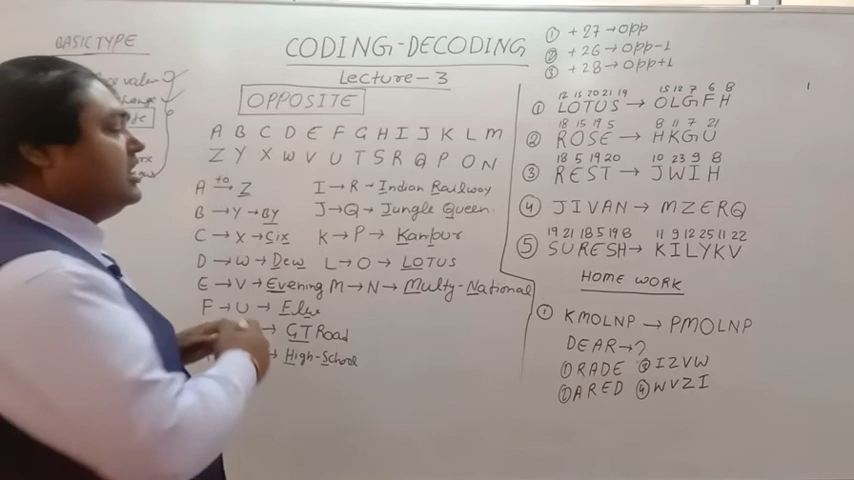 BASIC TYPE
CODING-DECODING
Lecture-3
OPPOSITE
A B C D E F G H I J K L M
Z Y X W V U T S R Q P O N
A → Z
B → Y → BY
C → X → Six
D → W → Dew
E → V → Evening
F → U →
→ GT Road
→ High-School
I → R → Indian Railway
J → Q → Jungle Queen.
K → P → Kanpur
L → O → LOTUS
M → N → Multy-National
① +27 → OPP
② +26 → OPP-1
③ +28 → OPP+1
12 15 20 21 19 15 12 7 6 8
① LOTUS → OLGFH
18 15 19 5 8 11 7 21
② ROSE → HKGU
18 5 19 20 10 23 9 8
③ REST → JWIH
④ JIVAN → MZERQ
19 21 18 5 19 8 11 9 12 25 11 22
⑤ SURESH → KILYKV
HOME WORK
① KMOLNP → PMOLNP
DEAR → ?
① RADE ③ IZVW
② ARED ④ WVZI